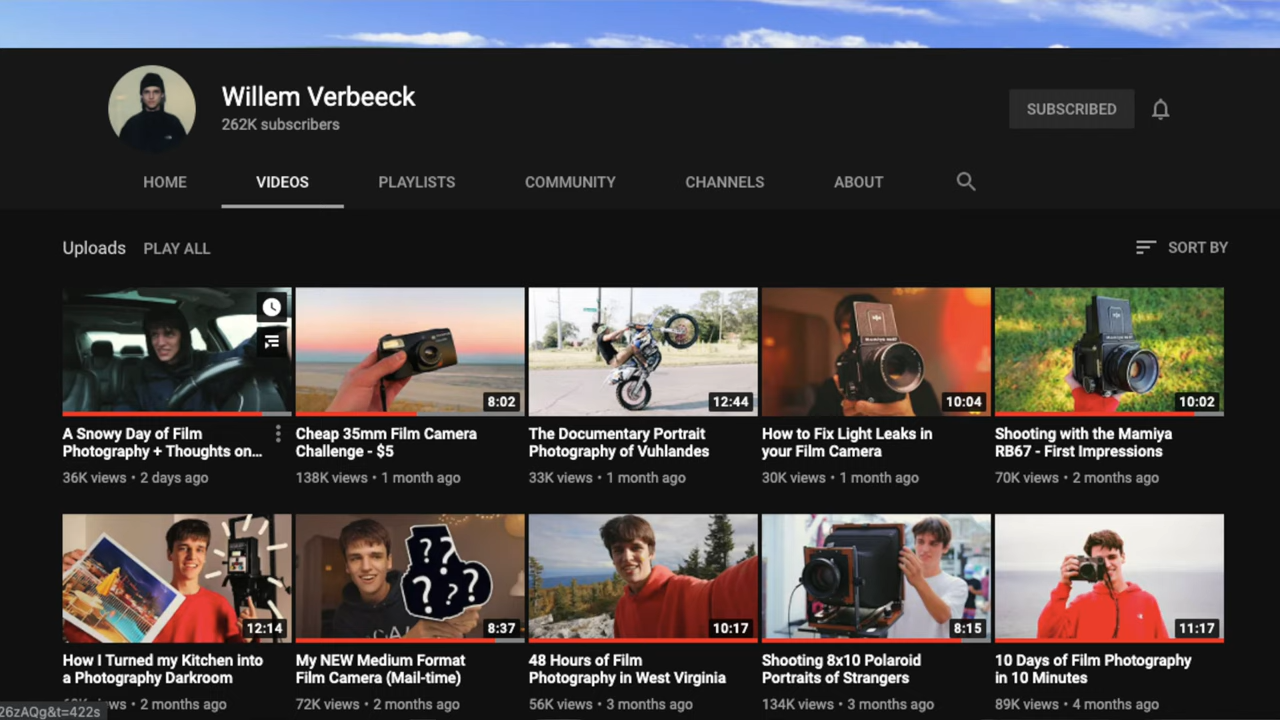 Willem Verbeeck
262K subscribers
SUBSCRIBED
HOME
VIDEOS
PLAYLISTS
COMMUNITY
CHANNELS
ABOUT
Uploads
PLAY ALL
SORT BY
8:02
12:44
10:04
10:02
A Snowy Day of Film
Photography + Thoughts on...
36K views • 2 days ago
Cheap 35mm Film Camera
Challenge - $5
138K views • 1 month ago
The Documentary Portrait
Photography of Vuhlandes
33K views • 1 month ago
How to Fix Light Leaks in
your Film Camera
30K views • 1 month ago
Shooting with the Mamiya
RB67 - First Impressions
70K views • 2 months ago
12:14
??
???
8:37
10:17
8:15
11:17
How I Turned my Kitchen into
a Photography Darkroom
2 months ago
My NEW Medium Format
Film Camera (Mail-time)
72K views • 2 months ago
48 Hours of Film
Photography in West Virginia
56K views • 3 months ago
Shooting 8x10 Polaroid
Portraits of Strangers
134K views • 3 months ago
10 Days of Film Photography
in 10 Minutes
89K views • 4 months ago
26zAQg&t=422s